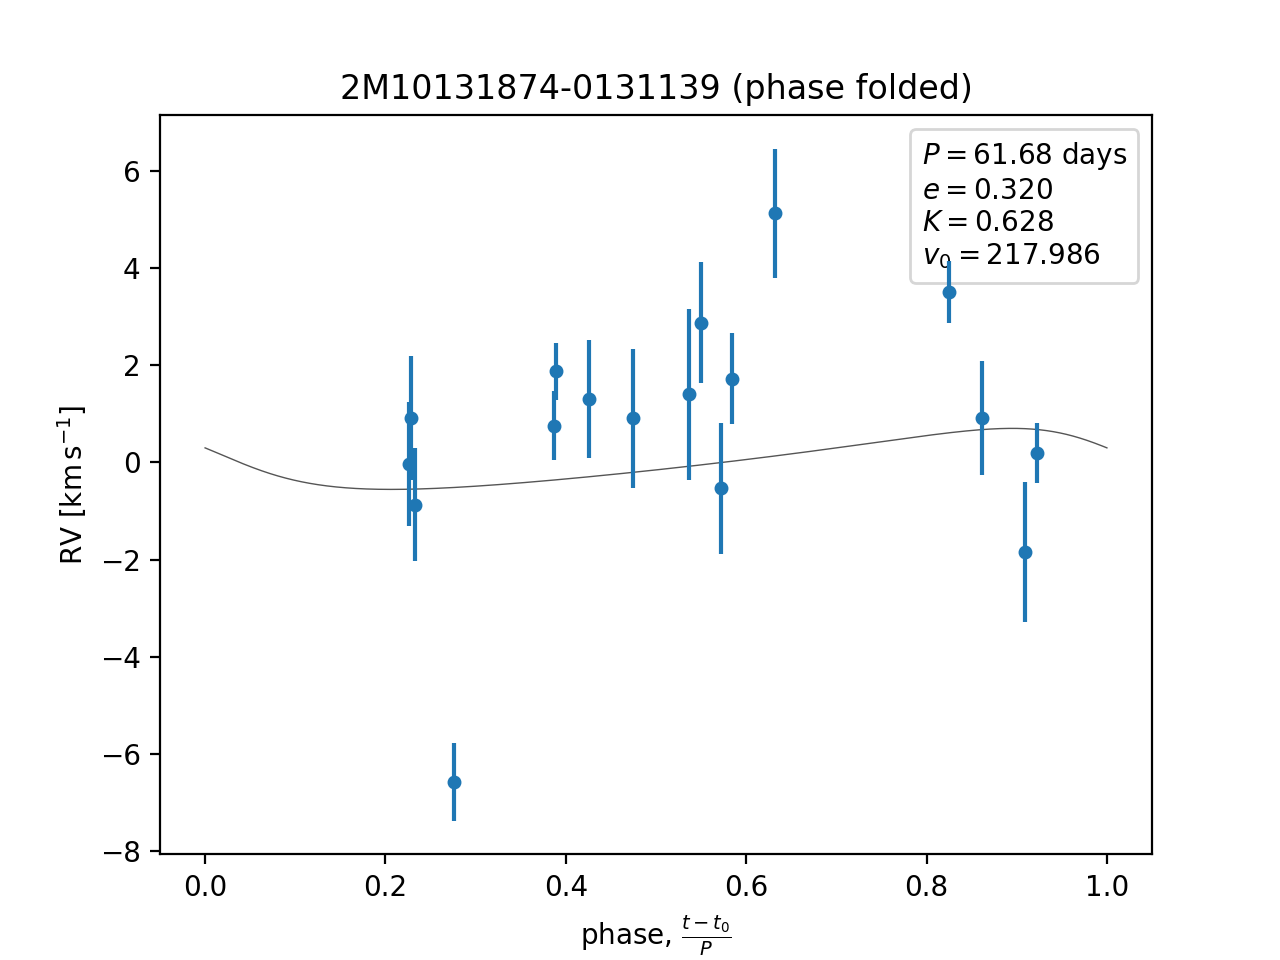 2M10131874-0131139 (phase folded)
P = 61.68 days
e = 0.320
K = 0.628
v₀ = 217.986
6
4
2
0
−2
−4
−6
−8
RV [km s⁻¹]
0.0 0.2 0.4 0.6 0.8 1.0
phase, (t − t₀)/P